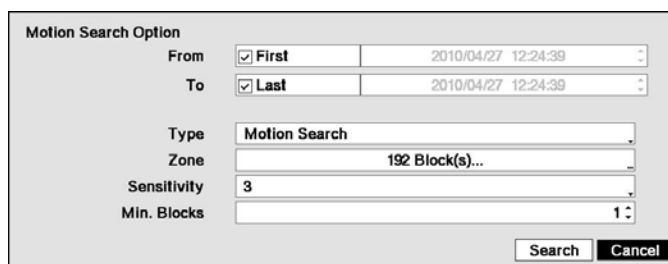 Motion Search Option
From First 2010/04/27 12:24:39
To Last 2010/04/27 12:24:39
Type Motion Search
Zone 192 Block(s)...
Sensitivity 3
Min. Blocks 1
Search Cancel